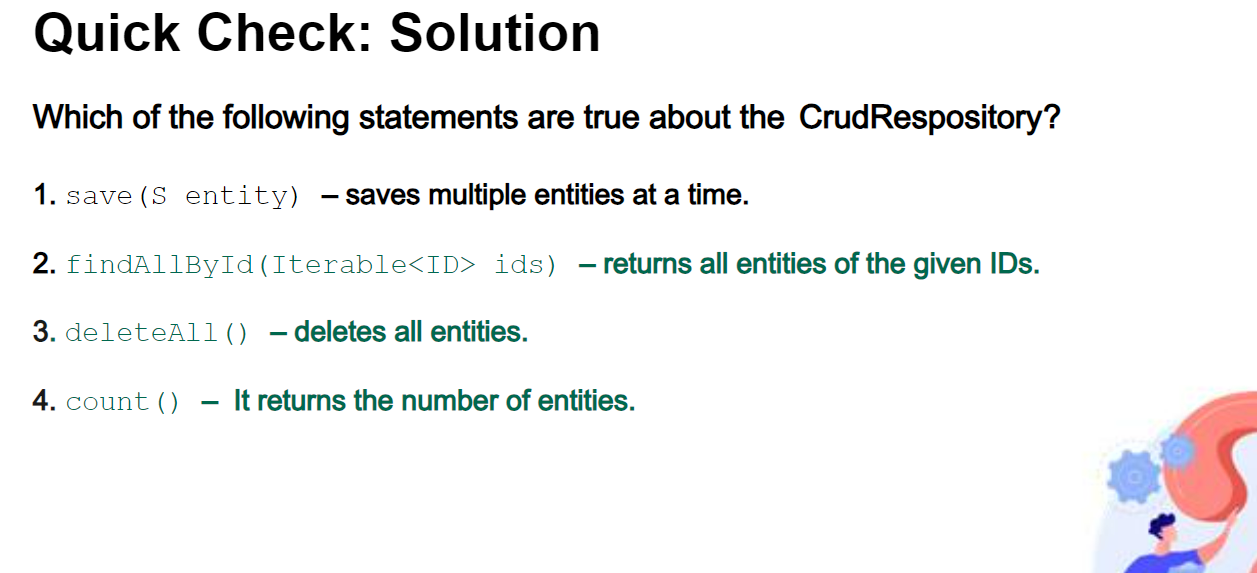 Quick Check: Solution
Which of the following statements are true about the CrudRespository?
1. save(S entity) – saves multiple entities at a time.
2. findAllById(Iterable<ID> ids) – returns all entities of the given IDs.
3. deleteAll() – deletes all entities.
4. count() – It returns the number of entities.